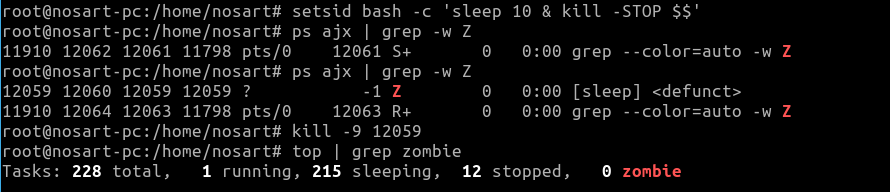 root@nosart-pc:/home/nosart# setsid bash -c 'sleep 10 & kill -STOP $$'
root@nosart-pc:/home/nosart# ps ajx | grep -w Z
11910 12062 12061 11798 pts/0    12061 S+       0   0:00 grep --color=auto -w Z
root@nosart-pc:/home/nosart# ps ajx | grep -w Z
12059 12060 12059 12059 ?           -1 Z        0   0:00 [sleep] <defunct>
11910 12064 12063 11798 pts/0    12063 R+       0   0:00 grep --color=auto -w Z
root@nosart-pc:/home/nosart# kill -9 12059
root@nosart-pc:/home/nosart# top | grep zombie
Tasks: 228 total,   1 running, 215 sleeping,  12 stopped,   0 zombie